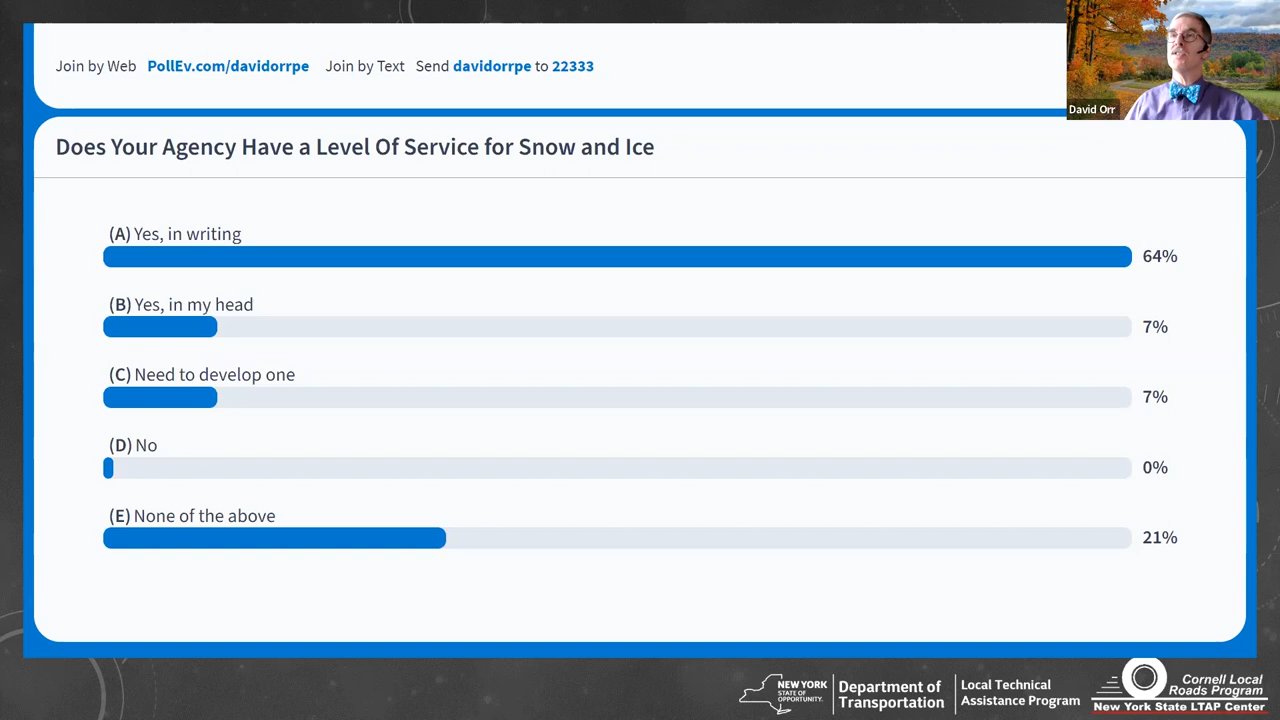 Join by Web PollEv.com/davidorrpe Join by Text Send davidorrpe to 22333
David Orr
Does Your Agency Have a Level Of Service for Snow and Ice
(A) Yes, in writing
64%
(B) Yes, in my head
7%
(C) Need to develop one
7%
(D) No
0%
(E) None of the above
21%
NEW YORK
STATE OF
OPPORTUNITY.
Department of
Transportation
Local Technical
Assistance Program
Cornell Local
Roads Program
New York State LTAP Center